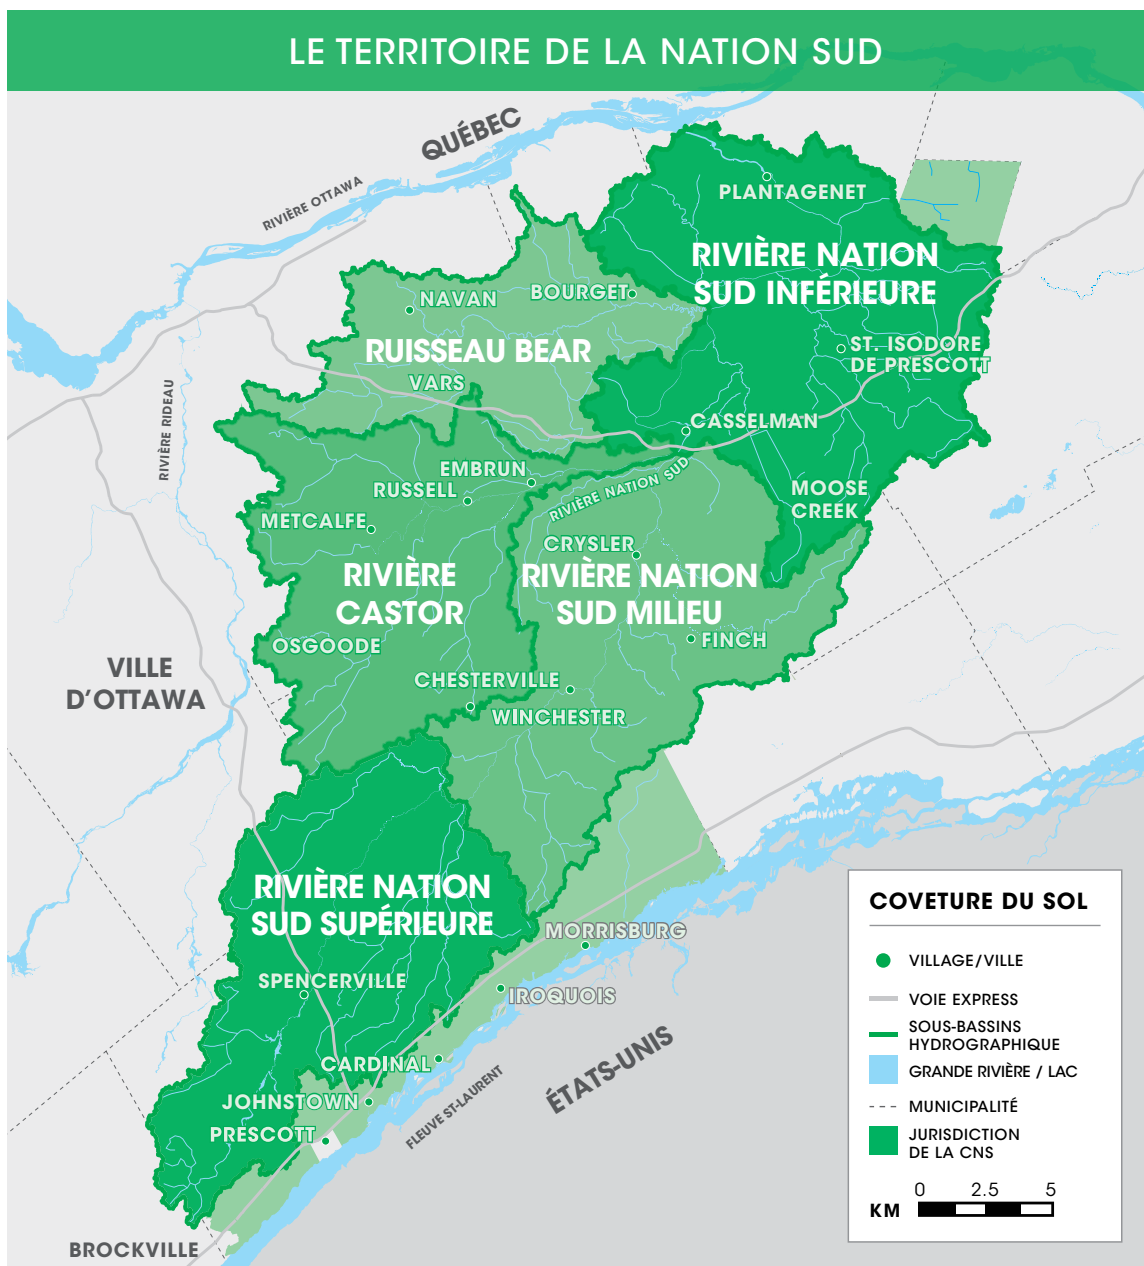 LE TERRITOIRE DE LA NATION SUD
QUÉBEC
RIVIÈRE OTTAWA
PLANTAGENET
RIVIÈRE NATION
SUD INFÉRIEURE
NAVAN
BOURGET
RUISSEAU BEAR
ST. ISODORE
DE PRESCOTT
VARS
RIVIÈRE RIDEAU
CASSELMAN
EMBRUN
RIVIÈRE NATION SUD
RUSSELL
MOOSE
CREEK
METCALFE
CRYSLER
RIVIÈRE
CASTOR
RIVIÈRE NATION
SUD MILIEU
OSGOODE
FINCH
VILLE
D'OTTAWA
CHESTERVILLE
WINCHESTER
RIVIÈRE NATION
SUD SUPÉRIEURE
MORRISBURG
SPENCERVILLE
IROQUOIS
CARDINAL
ÉTATS-UNIS
JOHNSTOWN
FLEUVE ST-LAURENT
PRESCOTT
BROCKVILLE
COVETURE DU SOL
VILLAGE/VILLE
VOIE EXPRESS
SOUS-BASSINS
HYDROGRAPHIQUE
GRANDE RIVIÈRE / LAC
MUNICIPALITÉ
JURISDICTION
DE LA CNS
0 2.5 5
KM